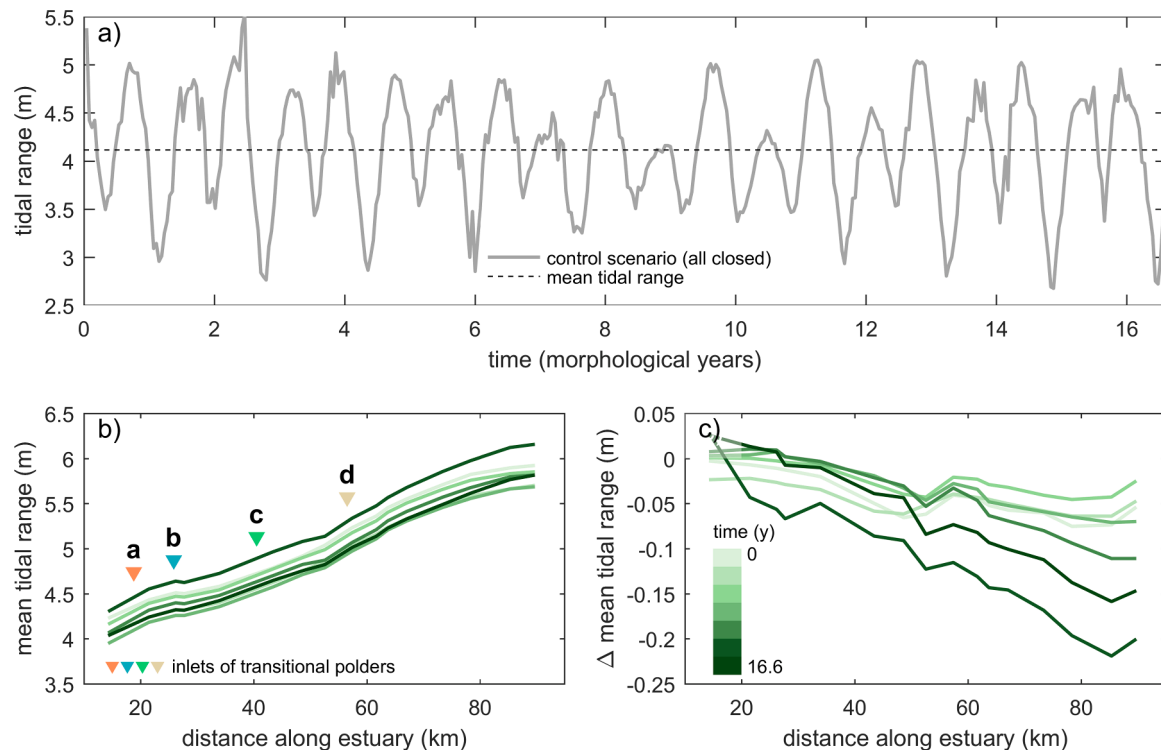 a)
5.5
5
4.5
4
3.5
3
2.5
tidal range (m)
control scenario (all closed)
mean tidal range
0 2 4 6 8 10 12 14 16
time (morphological years)
b)
6.5
6
5.5
5
4.5
4
3.5
mean tidal range (m)
a b c d
inlets of transitional polders
20 40 60 80
distance along estuary (km)
c)
0.05
0
-0.05
-0.1
-0.15
-0.2
-0.25
Δ mean tidal range (m)
time (y)
0
16.6
20 40 60 80
distance along estuary (km)